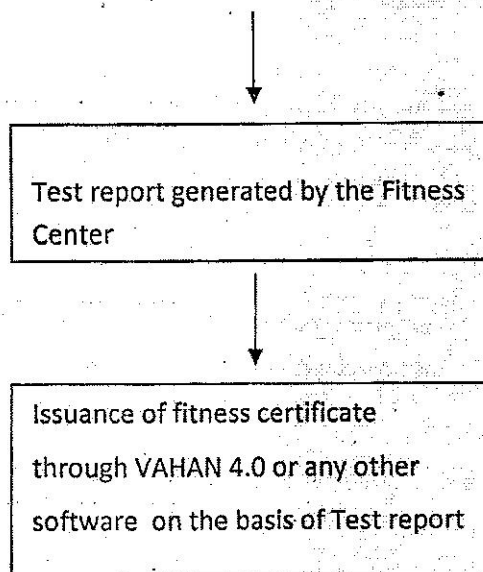 Test report generated by the Fitness
Center
Issuance of fitness certificate
through VAHAN 4.0 or any other
software on the basis of Test report